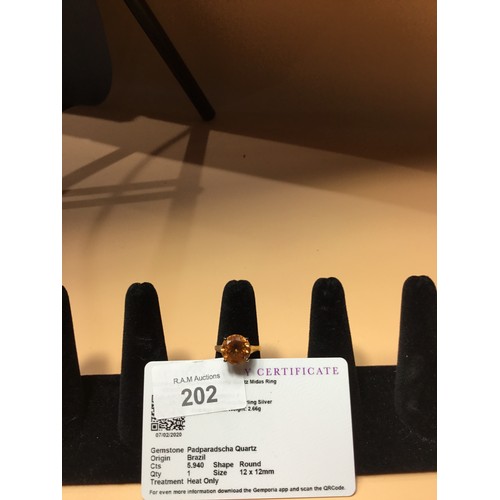 CERTIFICATE
R.A.M Auctions
202
Midas Ring
Silver
2.66g
07/02/2020
Gemstone Padparadscha Quartz
Origin Brazil
Cts 5.940 Shape Round
Qty 1 Size 12 x 12mm
Treatment Heat Only
For even more information download the Gemporia app and scan the QRCode.